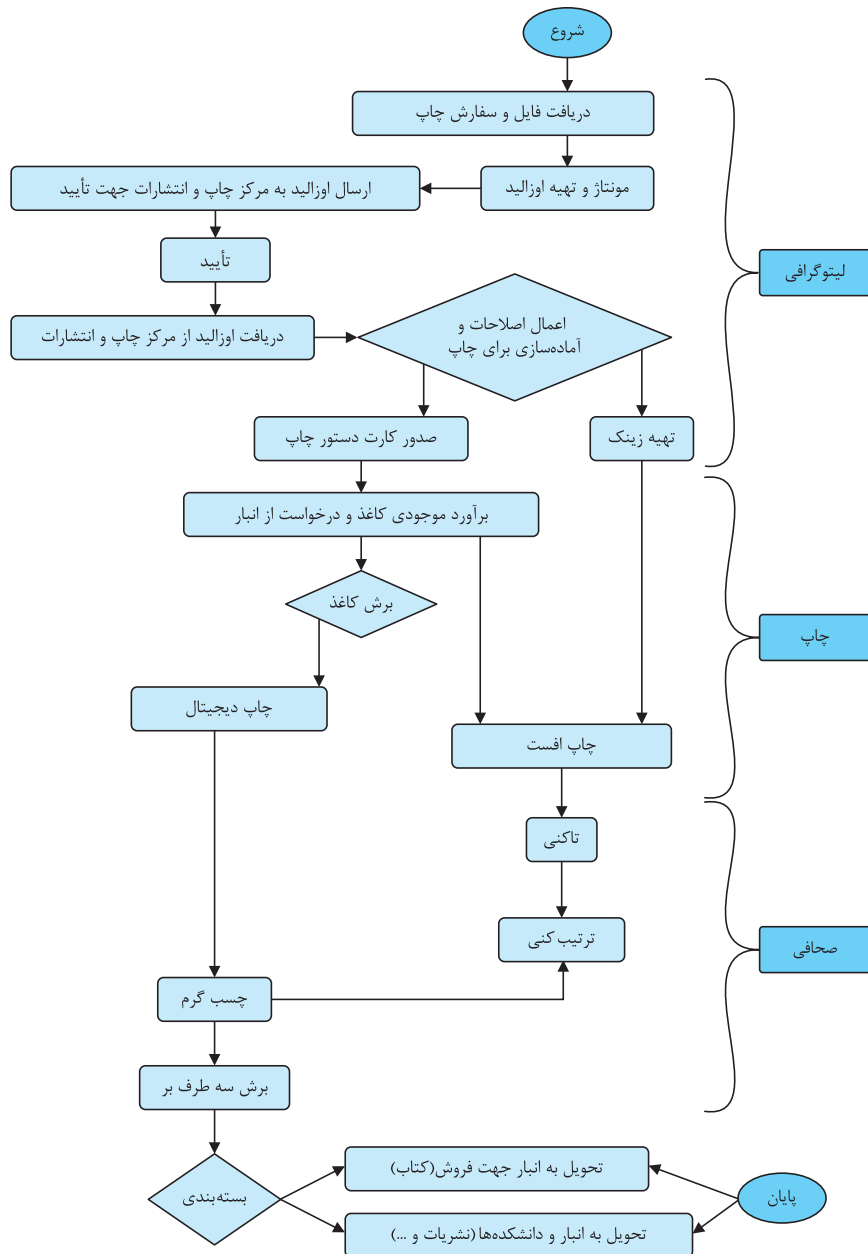 شروع
دریافت فایل و سفارش چاپ
مونتاژ و تهیه اوزالید
ارسال اوزالید به مرکز چاپ و انتشارات جهت تأیید
تأیید
لیتوگرافی
دریافت اوزالید از مرکز چاپ و انتشارات
اعمال اصلاحات و
آماده‌سازی برای چاپ
تهیه زینک
صدور کارت دستور چاپ
برآورد موجودی کاغذ و درخواست از انبار
برش کاغذ
چاپ
چاپ دیجیتال
چاپ افست
تاکنی
ترتیب‌کنی
صحافی
چسب گرم
برش سه طرف بر
بسته‌بندی
تحویل به انبار جهت فروش(کتاب)
تحویل به انبار و دانشکده‌ها(نشریات و ...)
پایان